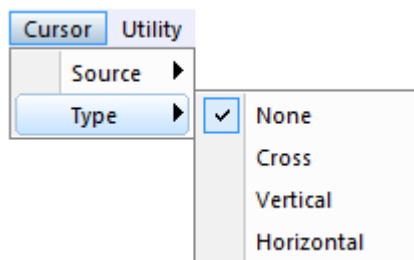 Cursor Utility
Source
Type
None
Cross
Vertical
Horizontal